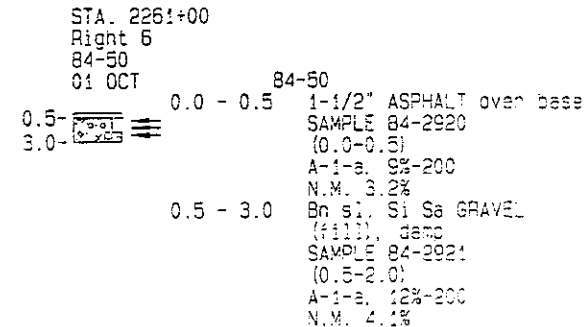 STA. 2261+00
Right 6
84-50
01 OCT
84-50
0.0 - 0.5 1-1/2" ASPHALT over base
SAMPLE 84-2920
(0.0-0.5)
A-1-a, 9%-200
N.M. 3.2%
0.5-
3.0-
0.5 - 3.0 Bn sl. Si Sa GRAVEL
(fill), damp
SAMPLE 84-2921
(0.5-2.0)
A-1-a, 12%-200
N.M. 4.1%